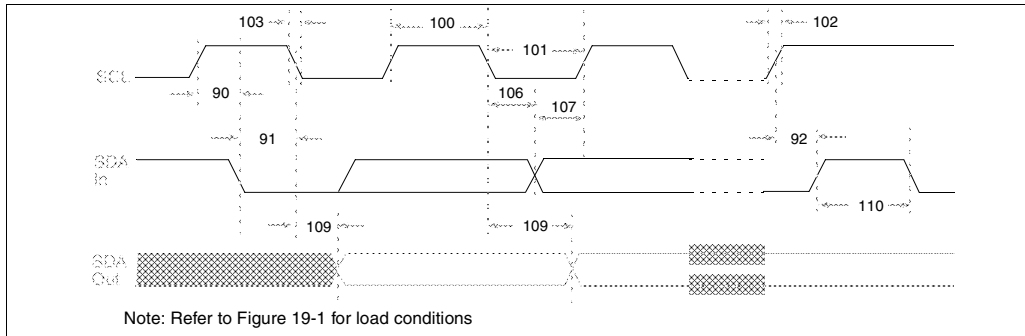 103
100
102
101
SCL
90
106
107
91
92
SDA
In
109
109
110
SDA
Out
Note: Refer to Figure 19-1 for load conditions